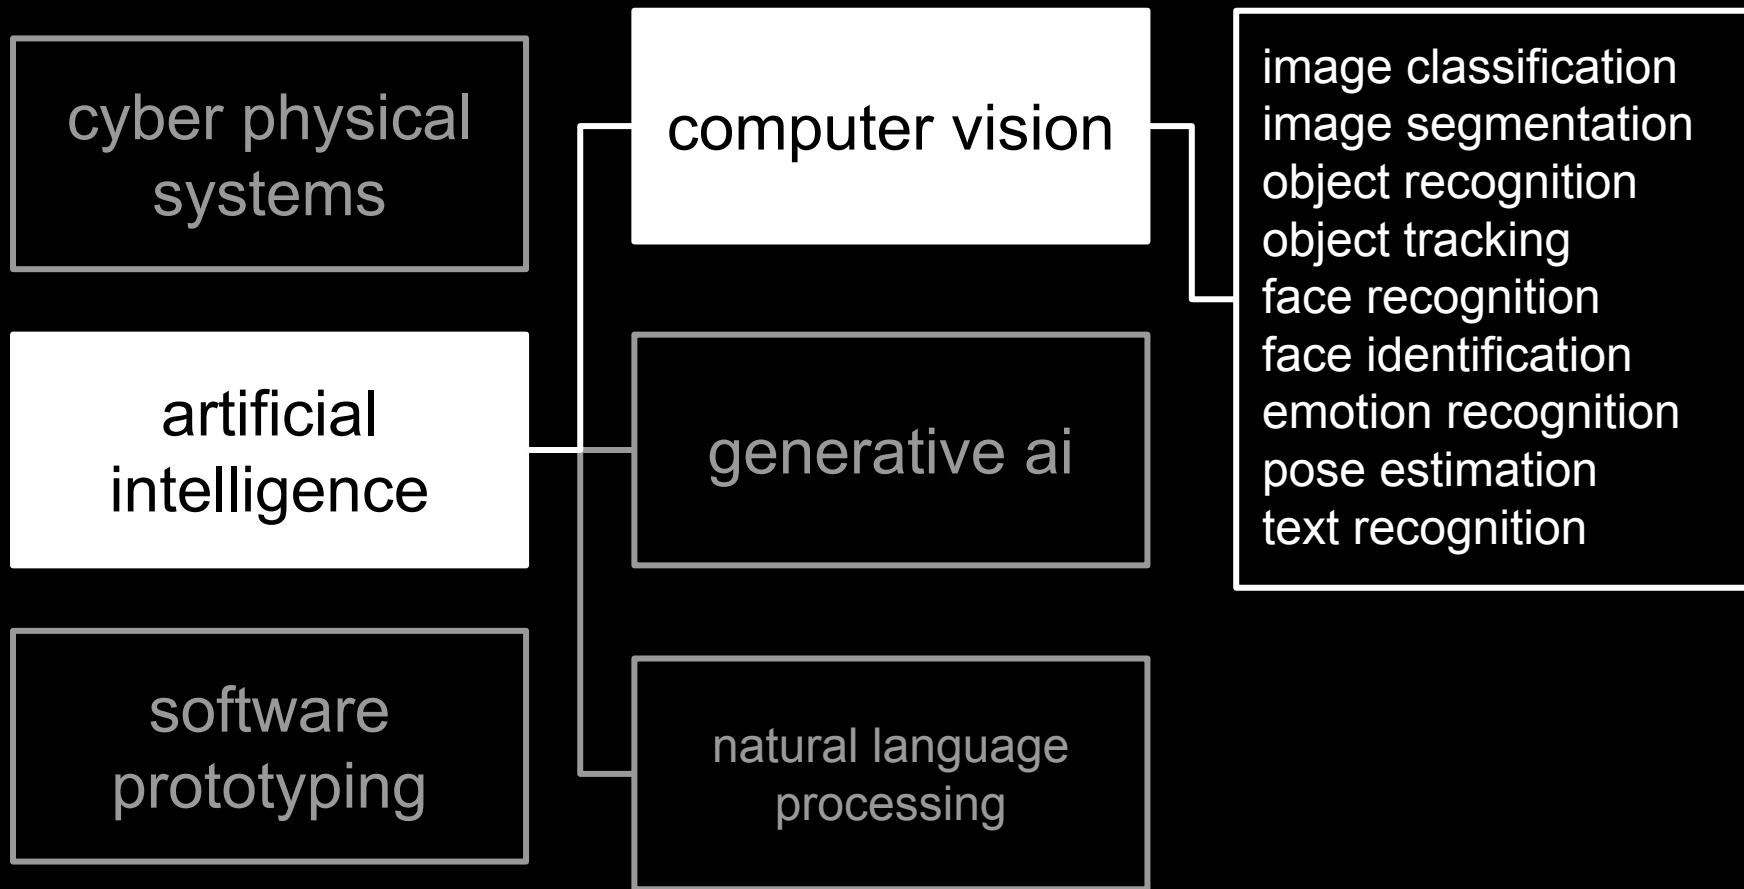 cyber physical
systems
artificial
intelligence
software
prototyping
computer vision
generative ai
natural language
processing
image classification
image segmentation
object recognition
object tracking
face recognition
face identification
emotion recognition
pose estimation
text recognition